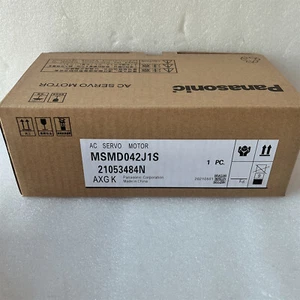 Panasonic
AC SERVO MOTOR
AC SERVO MOTOR
MSMD042J1S
1 PC.
21053484N
AXG K
Panasonic Corporation